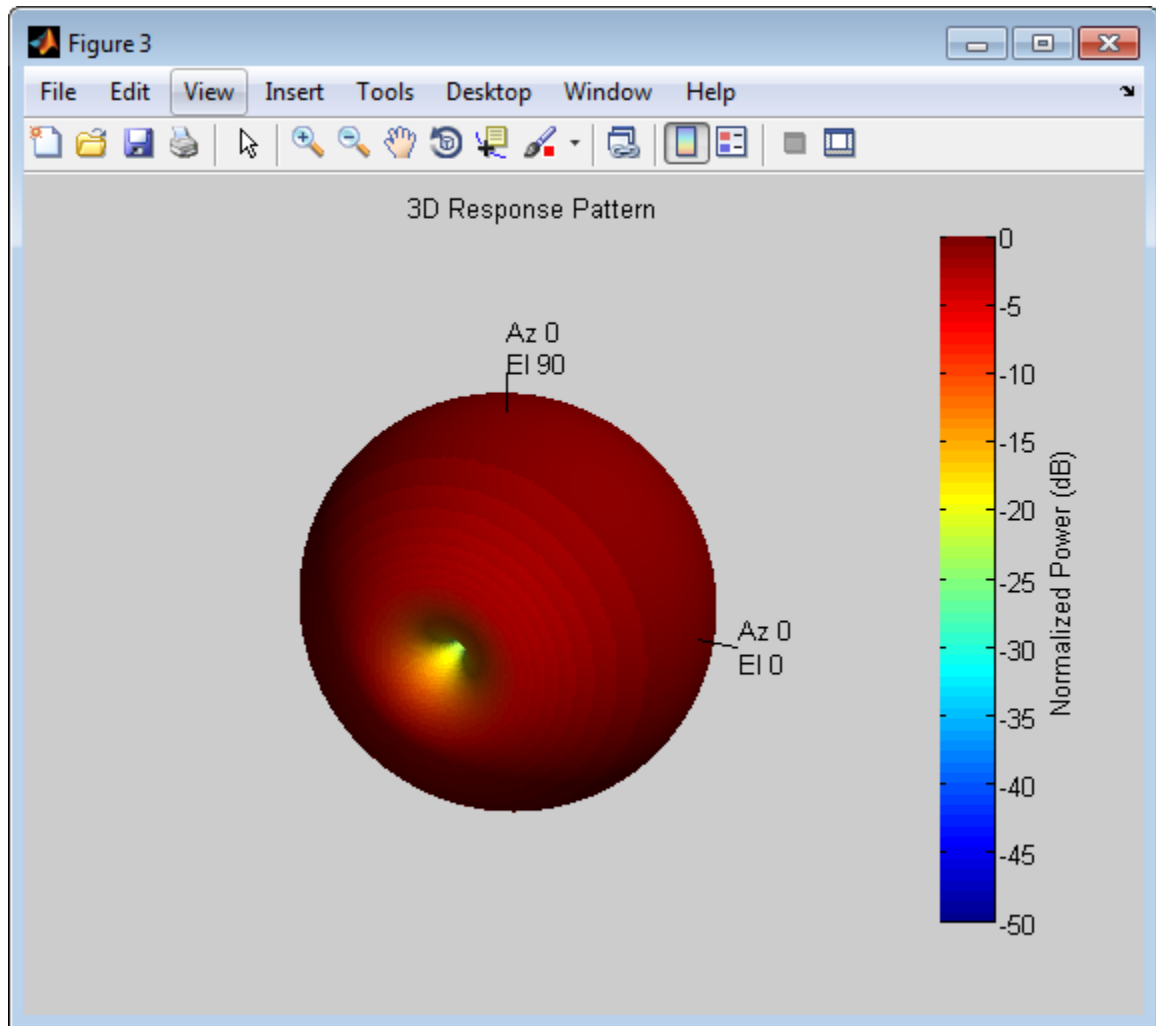 Figure 3
File Edit View Insert Tools Desktop Window Help
3D Response Pattern
Az 0
El 90
Az 0
El 0
0
-5
-10
-15
-20
-25
-30
-35
-40
-45
-50
Normalized Power (dB)